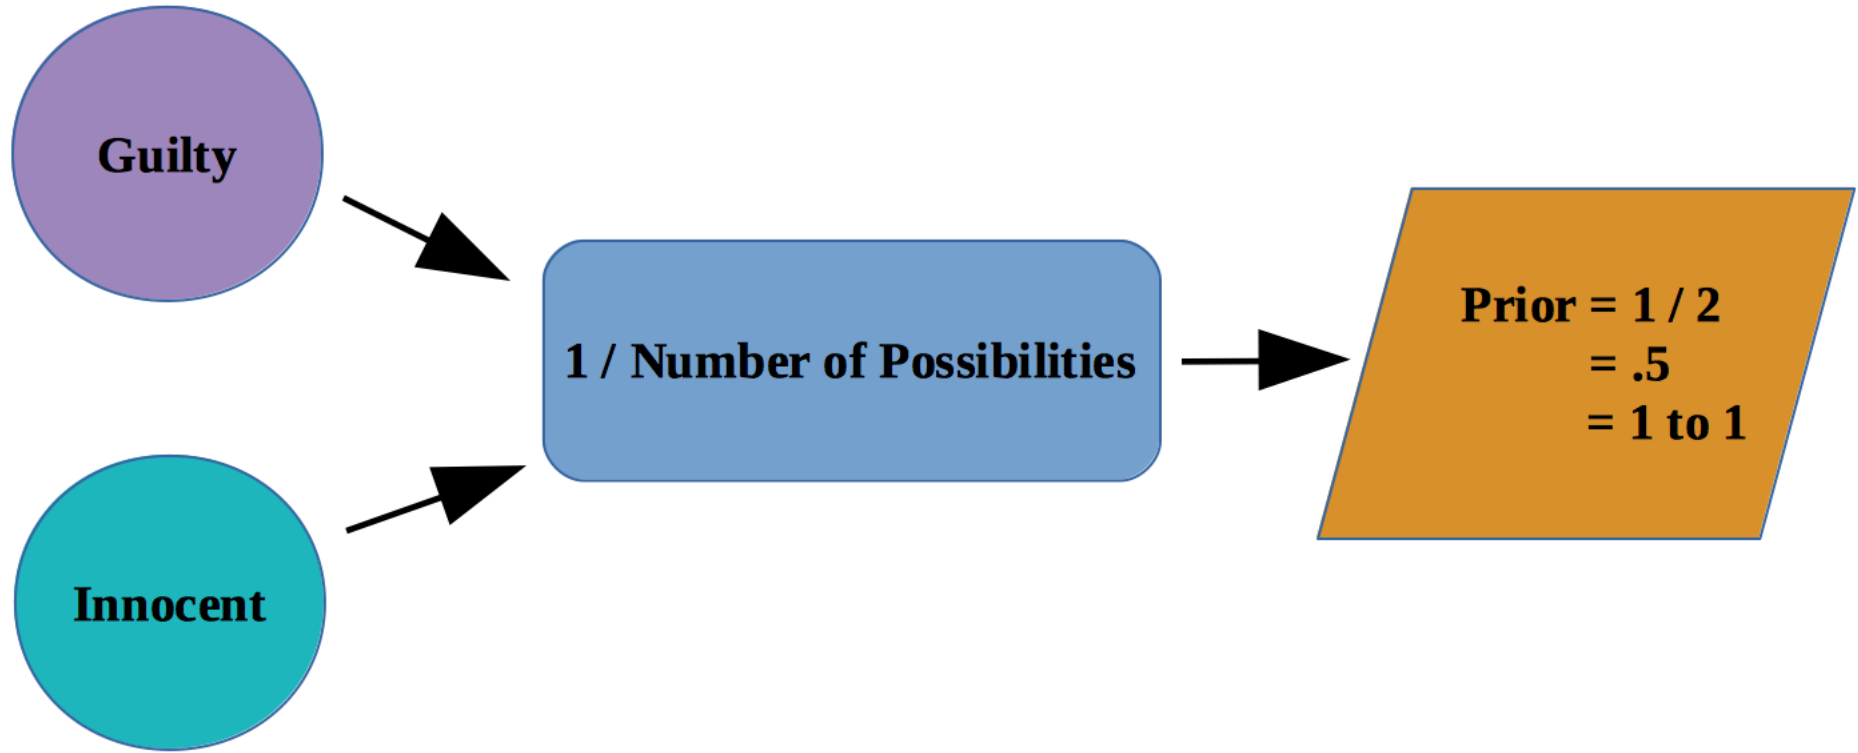 Guilty
Innocent
1 / Number of Possibilities
Prior = 1 / 2
= .5
= 1 to 1